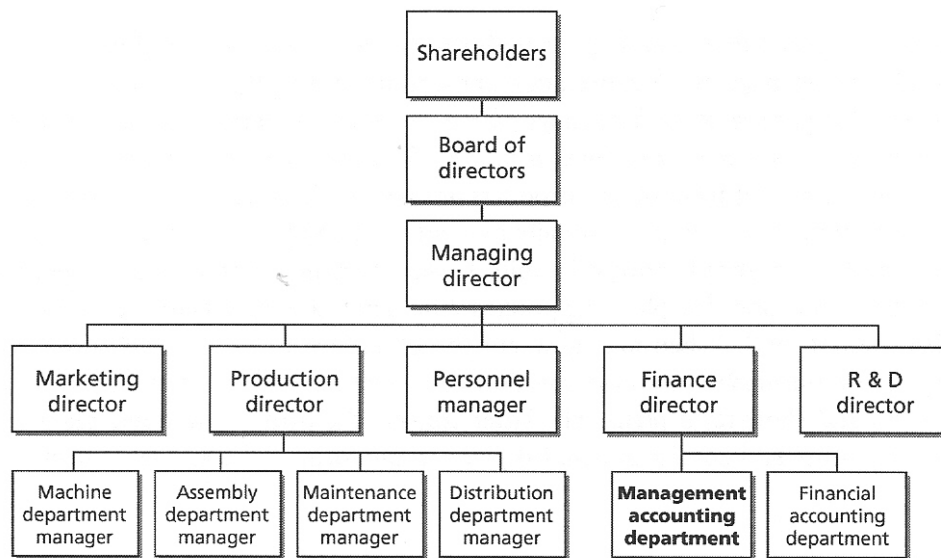 Shareholders
Board of
directors
Managing
director
Marketing
director
Production
director
Personnel
manager
Finance
director
R & D
director
Machine
department
manager
Assembly
department
manager
Maintenance
department
manager
Distribution
department
manager
Management
accounting
department
Financial
accounting
department